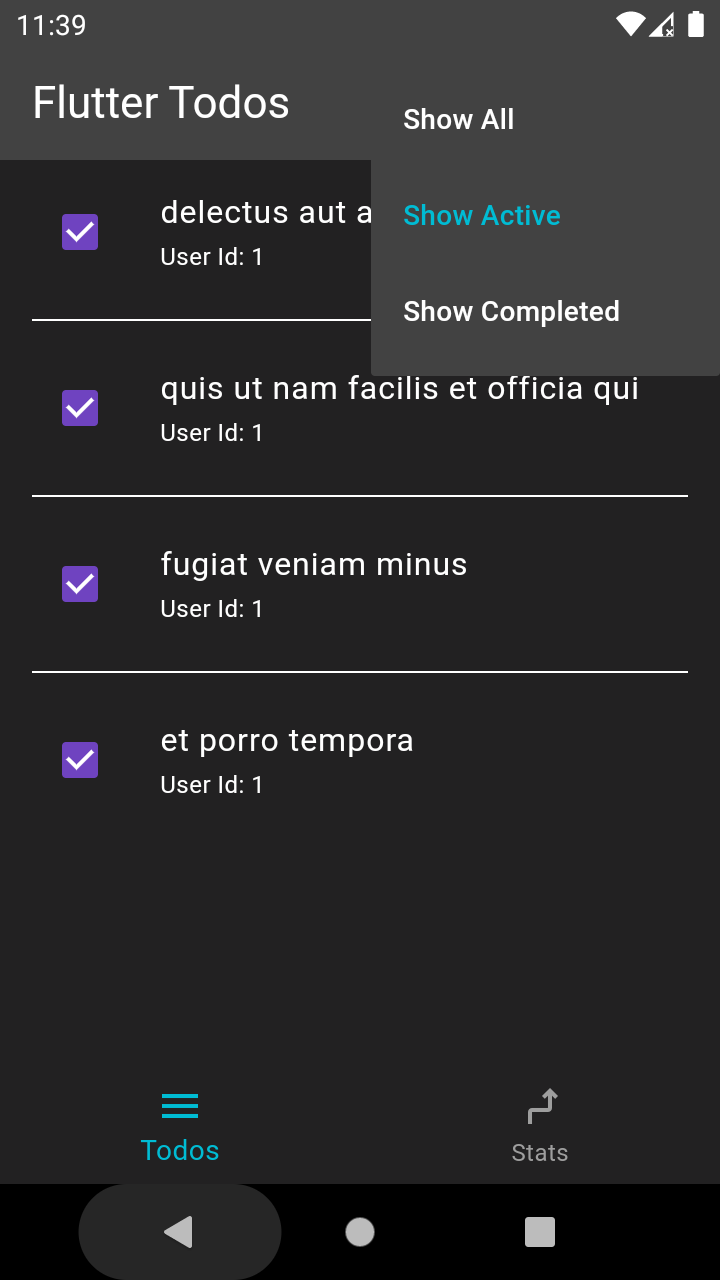 11:39
Flutter Todos
Show All
Show Active
Show Completed
delectus aut a
User Id: 1
quis ut nam facilis et officia qui
User Id: 1
fugiat veniam minus
User Id: 1
et porro tempora
User Id: 1
Todos
Stats